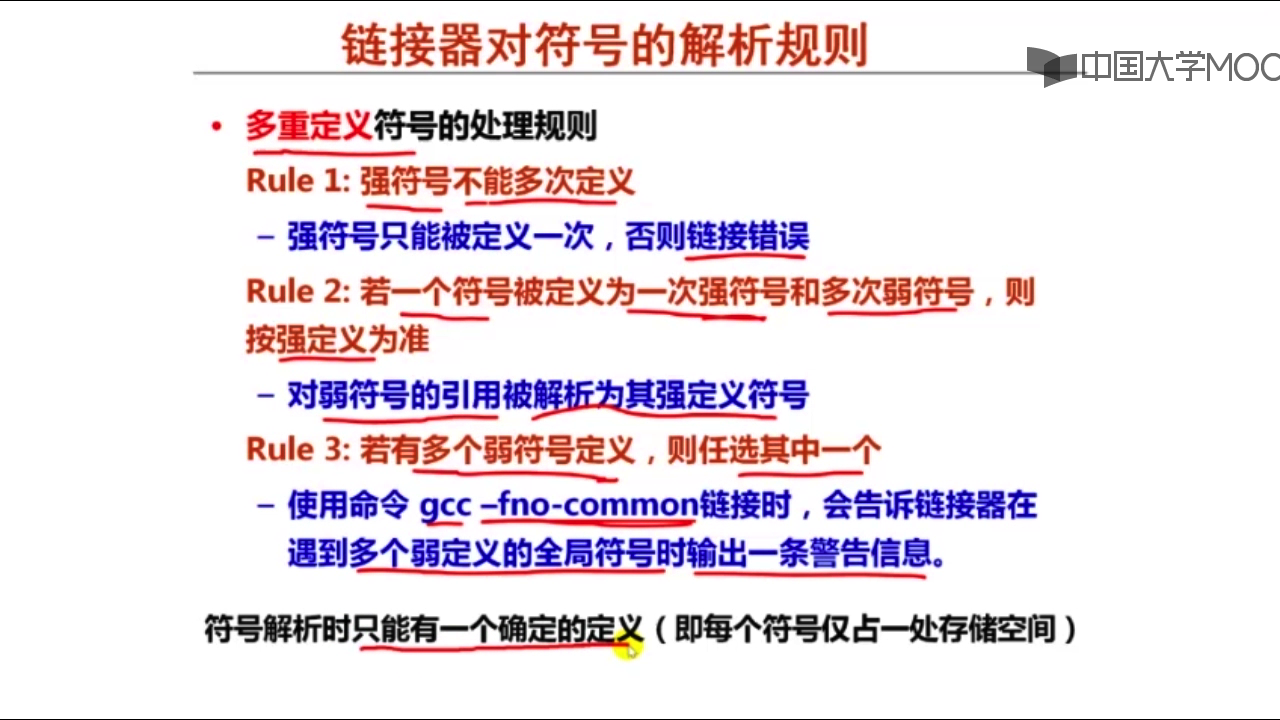 链接器对符号的解析规则
中国大学MOO
• 多重定义符号的处理规则
Rule 1: 强符号不能多次定义
– 强符号只能被定义一次，否则链接错误
Rule 2: 若一个符号被定义为一次强符号和多次弱符号，则
按强定义为准
– 对弱符号的引用被解析为其强定义符号
Rule 3: 若有多个弱符号定义，则任选其中一个
– 使用命令 gcc –fno-common链接时，会告诉链接器在
遇到多个弱定义的全局符号时输出一条警告信息。
符号解析时只能有一个确定的定义（即每个符号仅占一处存储空间）